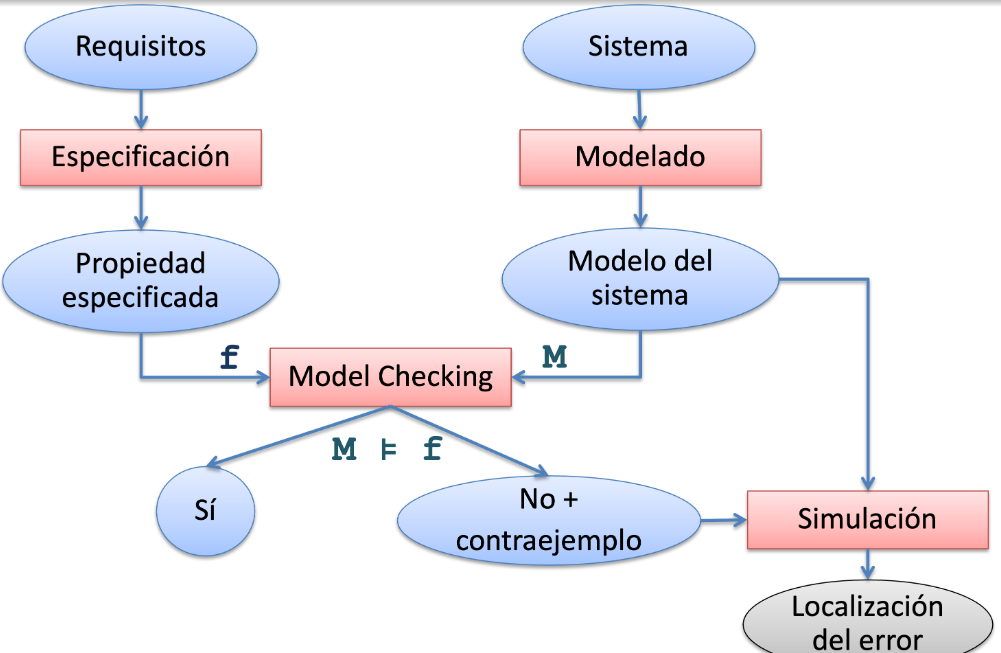 Requisitos
Sistema
Especificación
Modelado
Propiedad
especificada
Modelo del
sistema
f
M
Model Checking
M ⊨ f
Sí
No +
contraejemplo
Simulación
Localización
del error